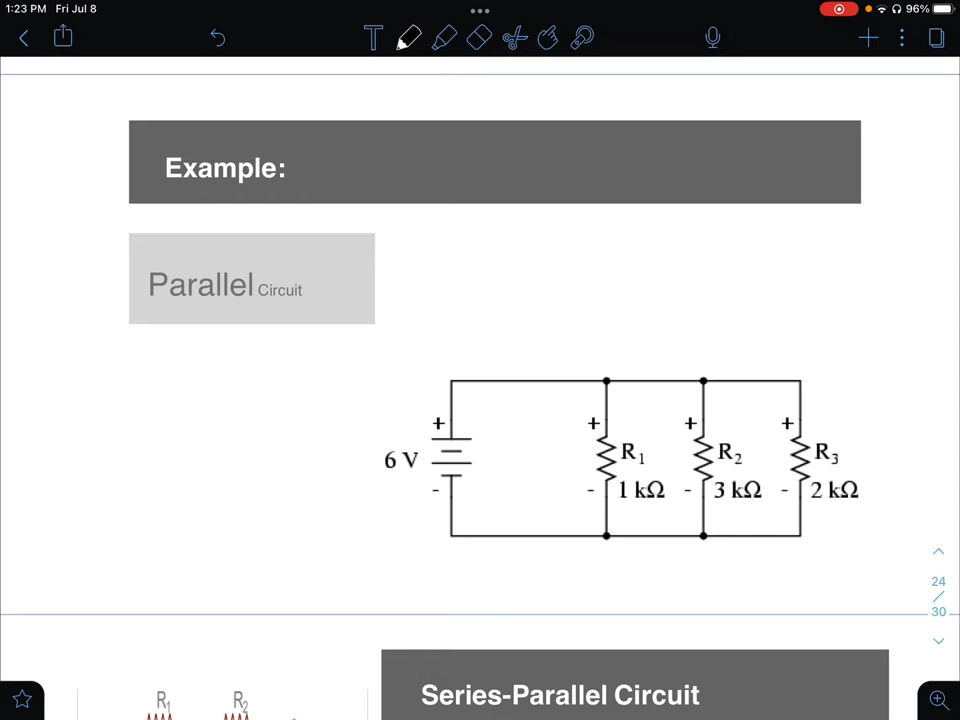 1:23 PM Fri Jul 8
96%
T
Example:
Parallel Circuit
+ + + +
6 V R1 R2 R3
- - 1 kΩ - 3 kΩ - 2 kΩ
24
/
30
Series-Parallel Circuit
R1 R2